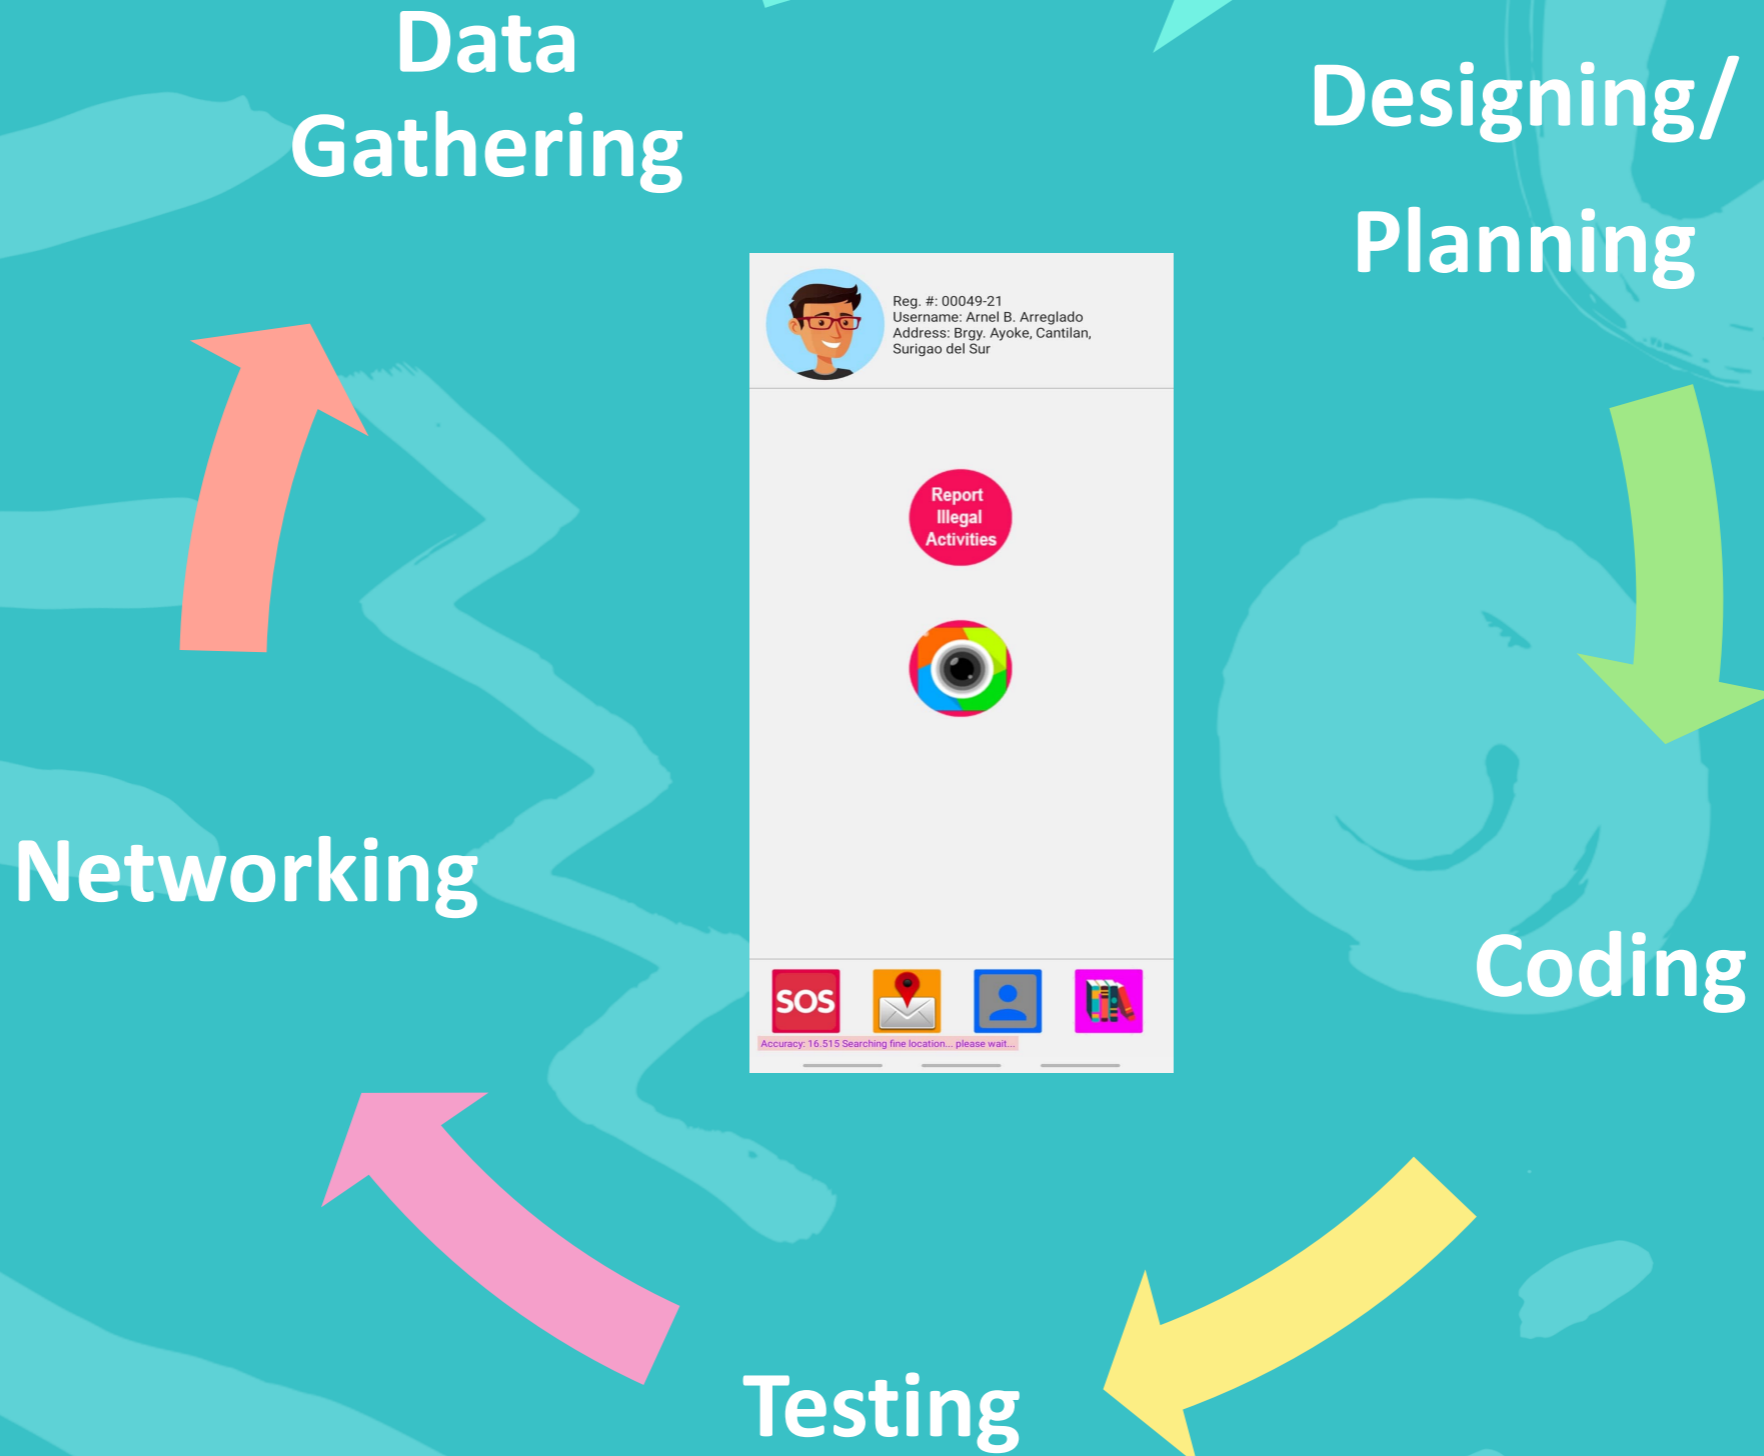 Data
Gathering
Designing/
Planning
Reg. #: 00049-21
Username: Arnel B. Arreglado
Address: Brgy. Ayoke, Cantilan,
Surigao del Sur
Report
Illegal
Activities
Networking
Coding
SOS
Accuracy: 16.515 Searching fine location... please wait...
Testing